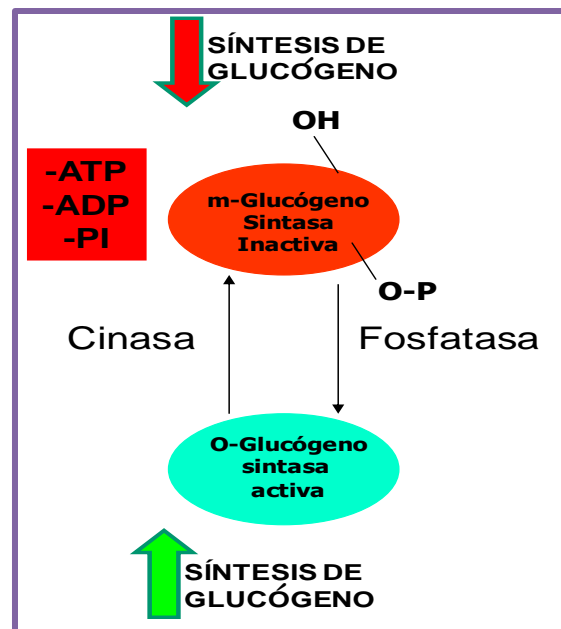 SÍNTESIS DE
GLUCÓGENO
OH
-ATP
-ADP
-PI
m-Glucógeno
Sintasa
Inactiva
O-P
Cinasa
Fosfatasa
O-Glucógeno
sintasa
activa
SÍNTESIS DE
GLUCÓGENO